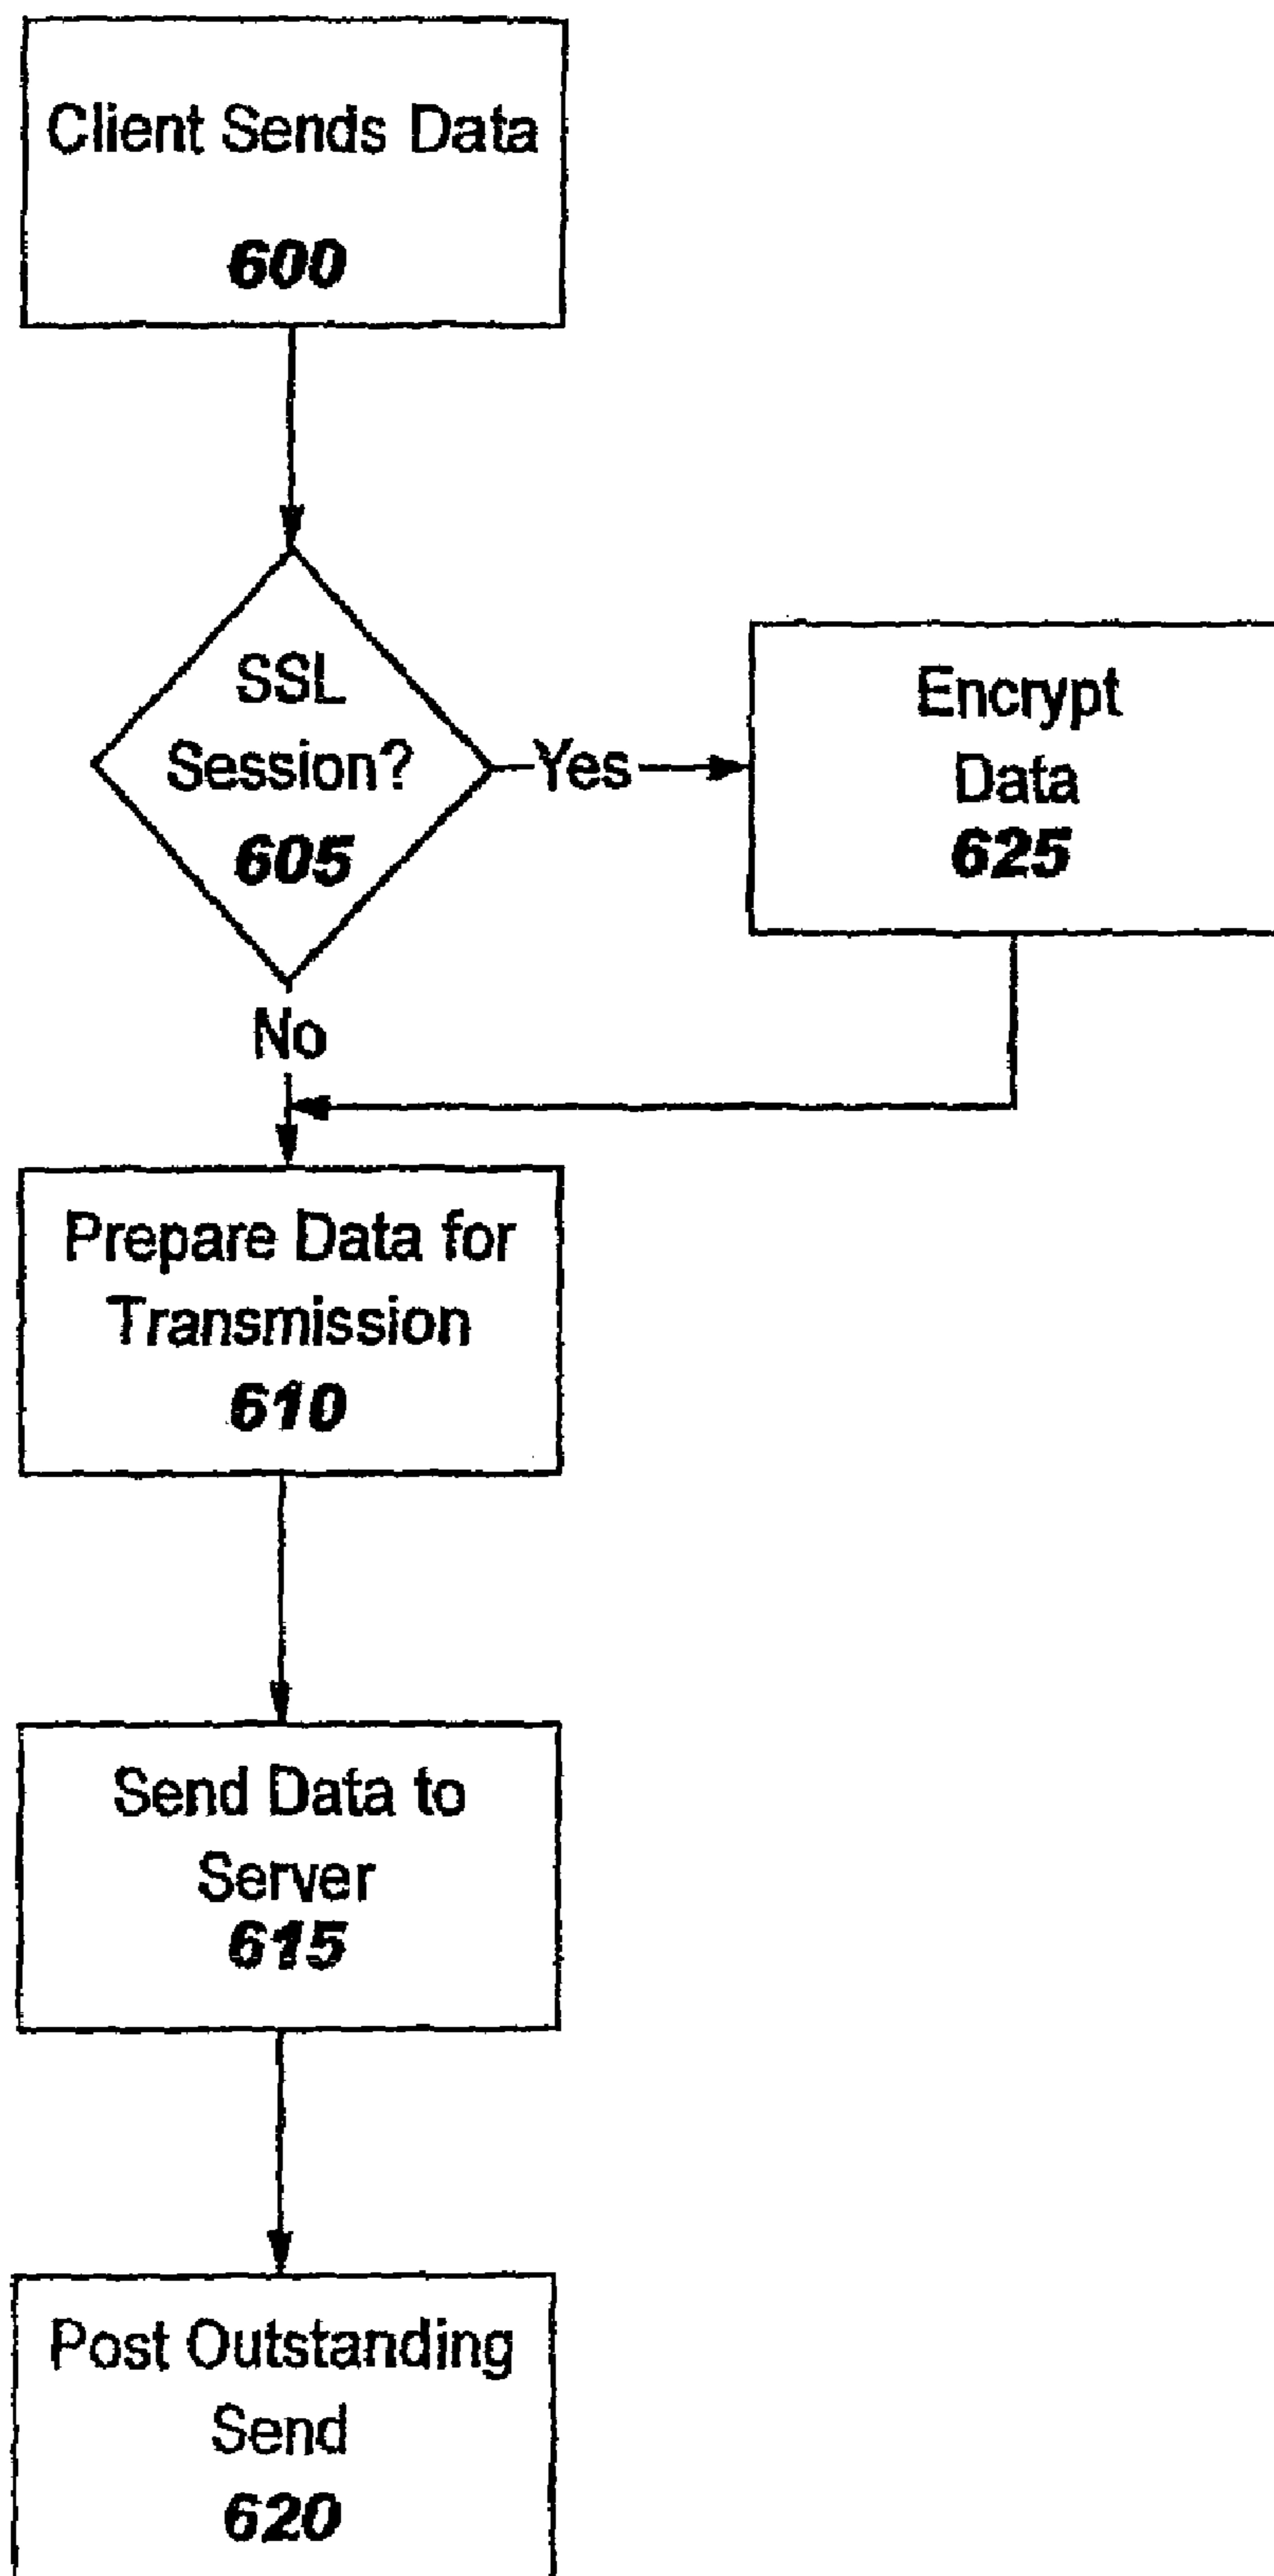 Client Sends Data
600
SSL
Session?
605
Yes
Encrypt
Data
625
No
Prepare Data for
Transmission
610
Send Data to
Server
615
Post Outstanding
Send
620